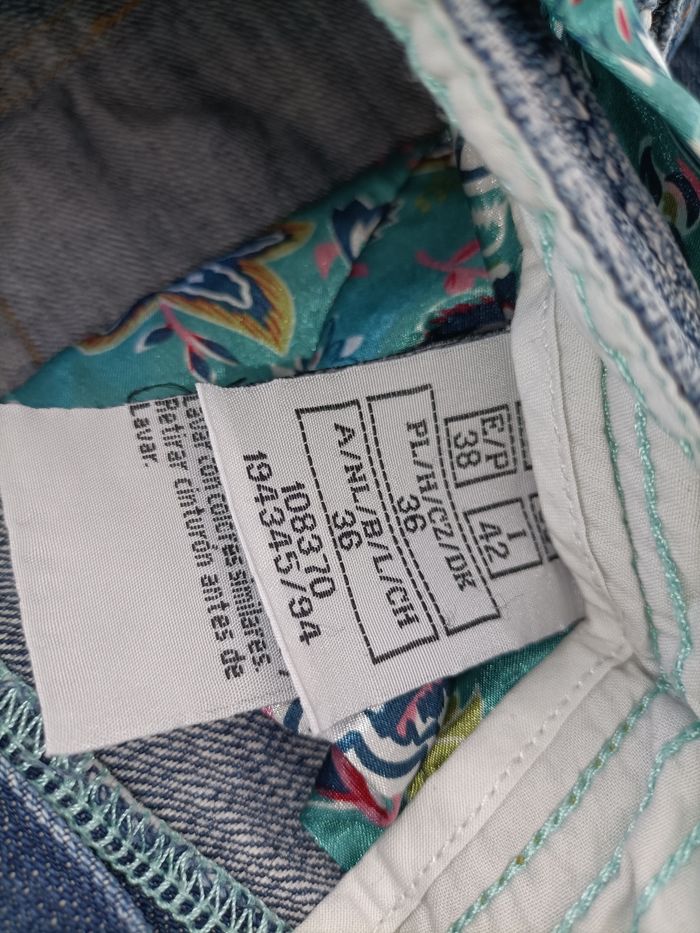 E/P I
38 42
PL/H/CZ/DK
36
A/NL/B/L/CH
36
108370
194345/94
Lavar con colores similares.
Retirar cinturón antes de
Lavar.